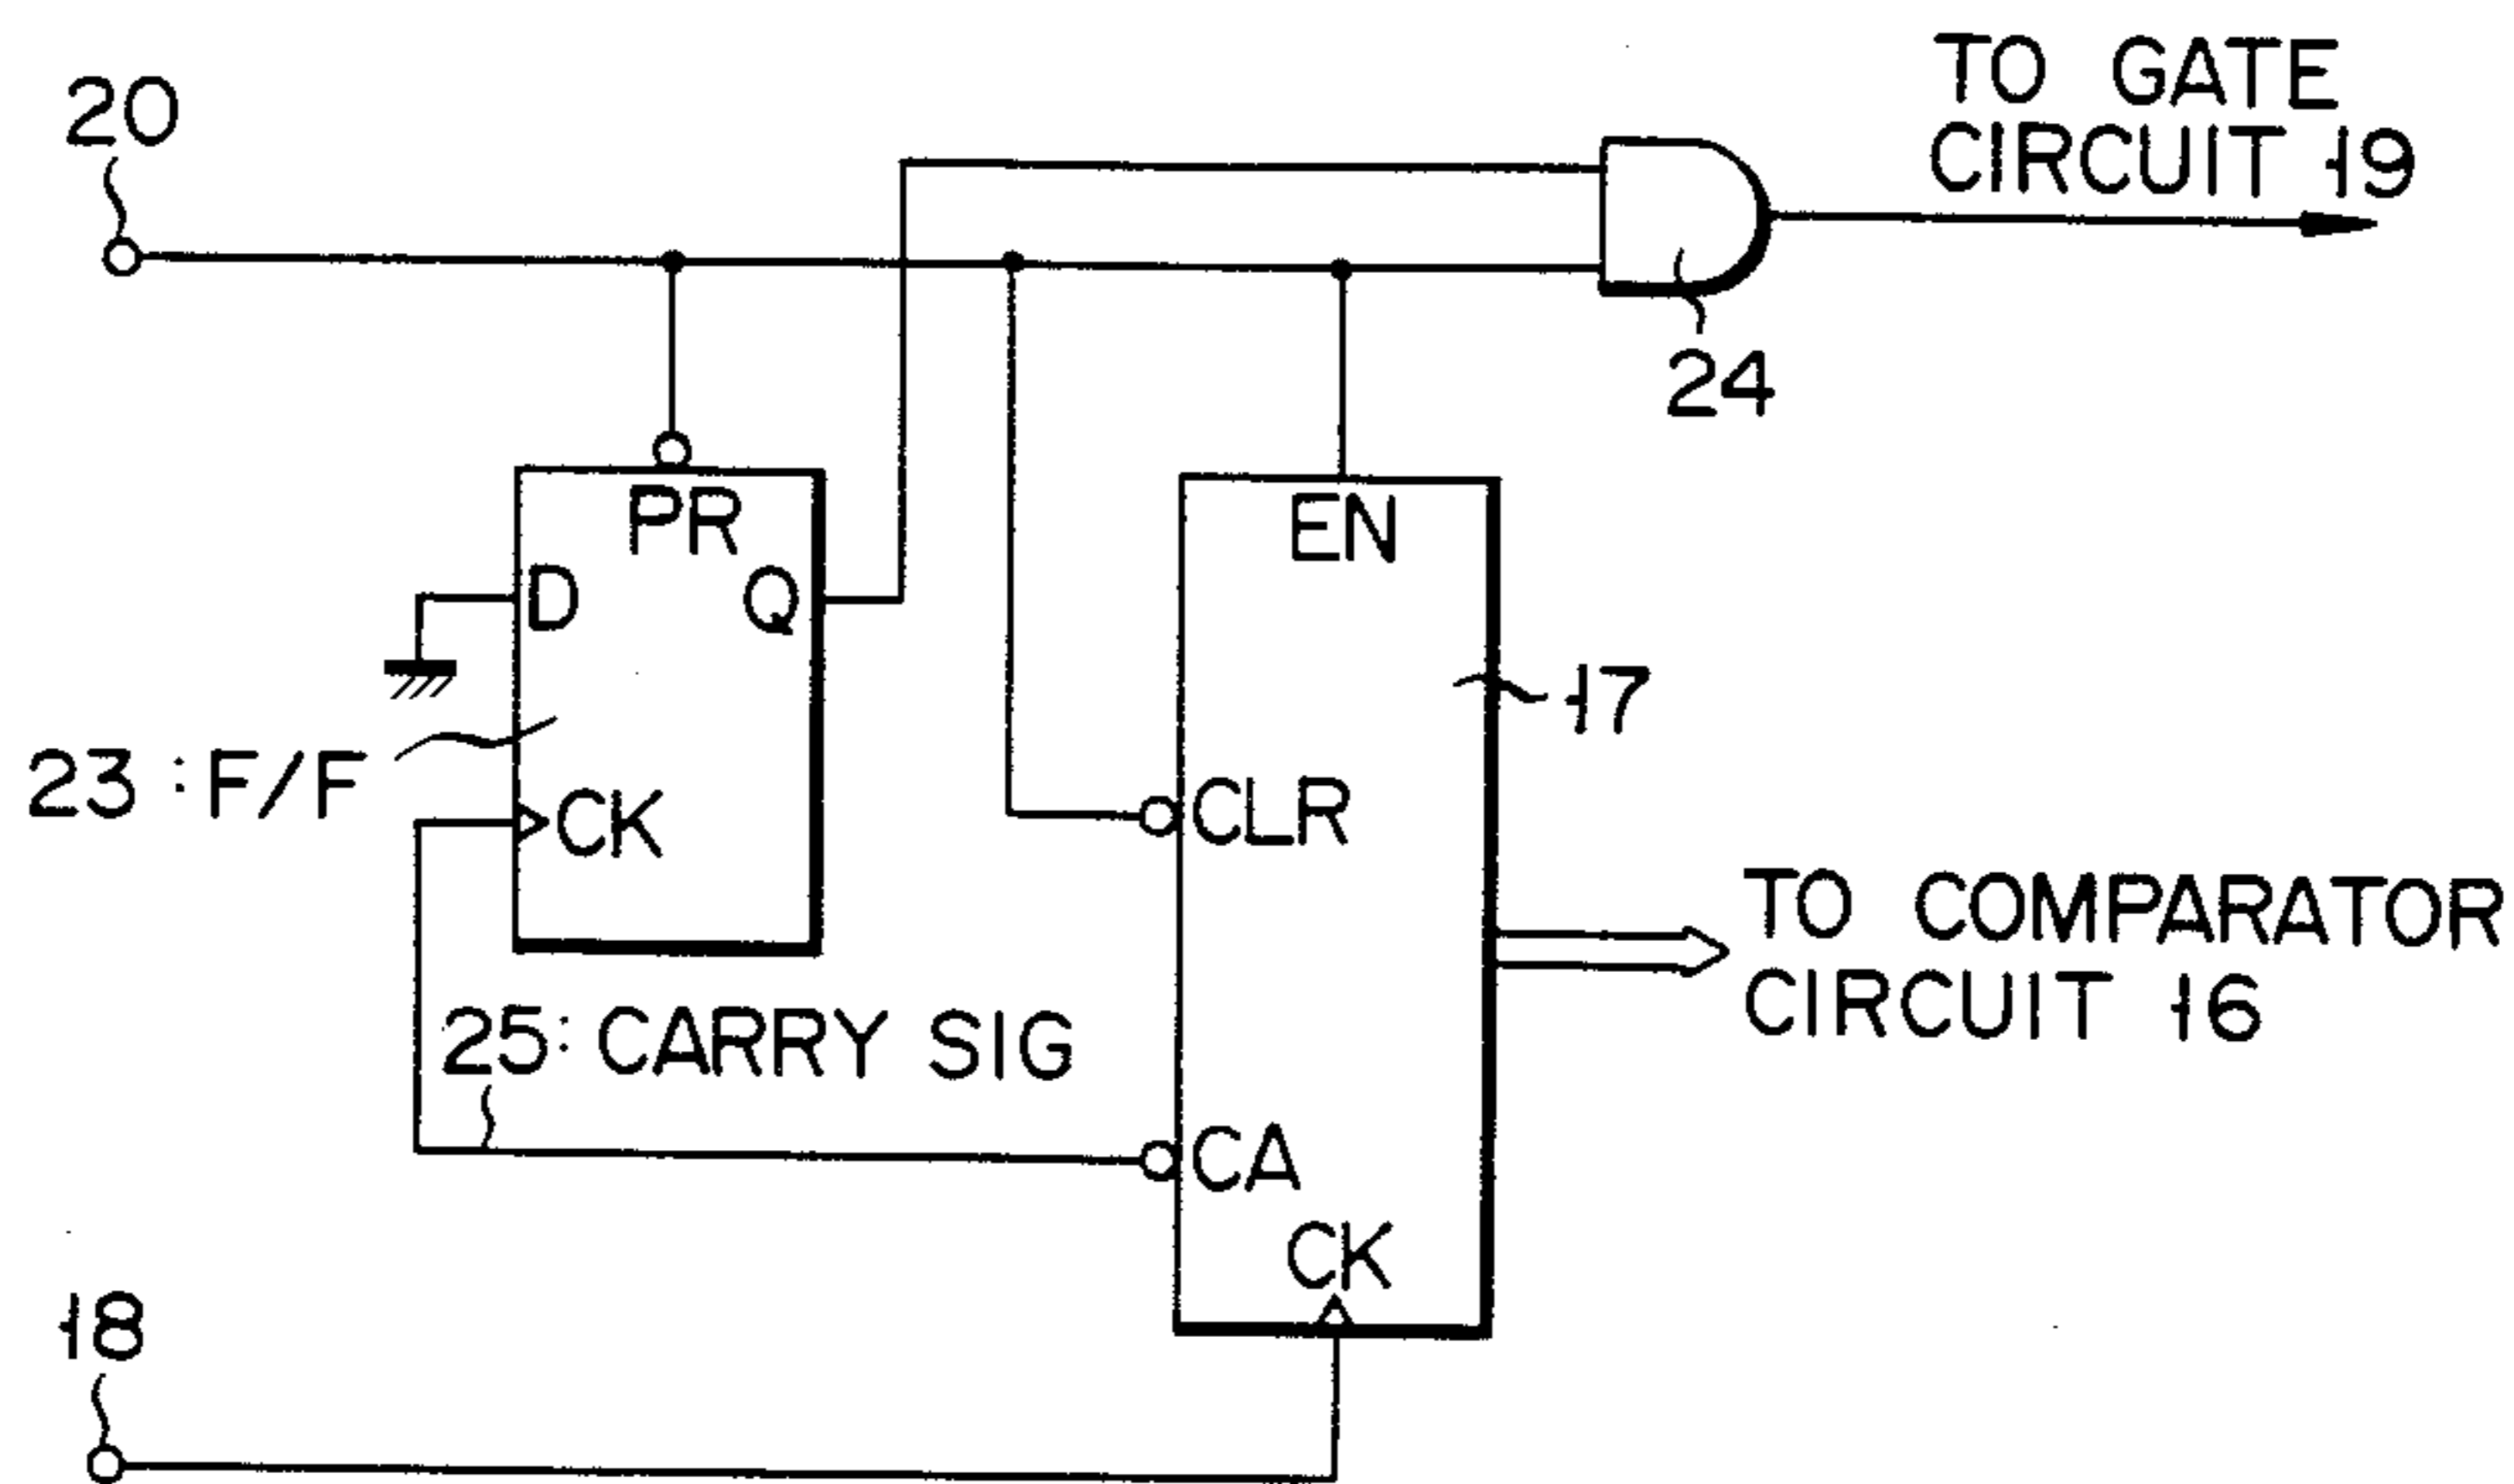 TO GATE
CIRCUIT 19
20
24
PR
EN
D
Q
17
23 : F/F
CK
CLR
TO COMPARATOR
CIRCUIT 16
25: CARRY SIG
CA
CK
18